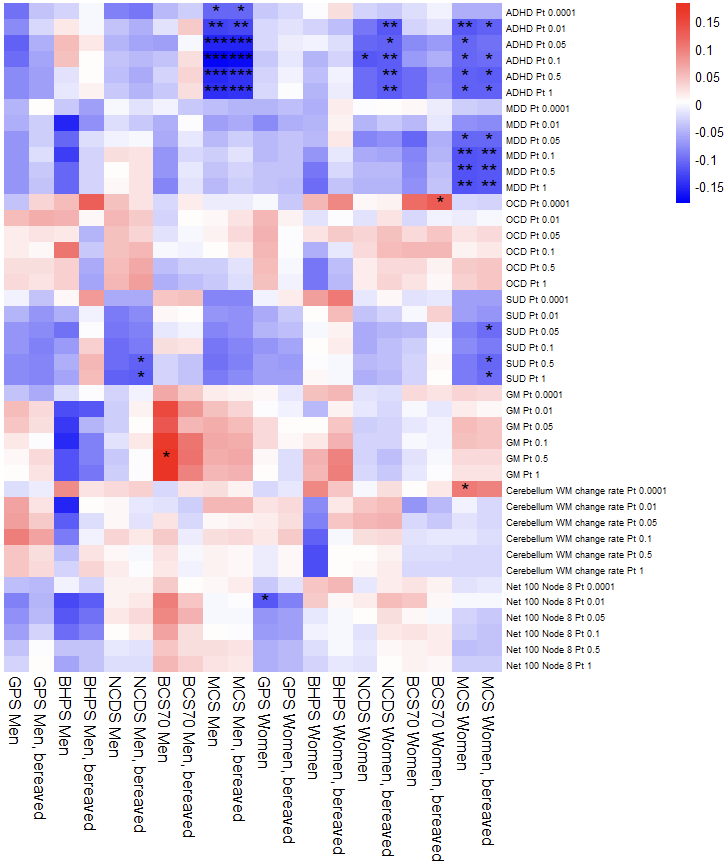 ADHD Pt 0.0001
ADHD Pt 0.01
ADHD Pt 0.05
ADHD Pt 0.1
ADHD Pt 0.5
ADHD Pt 1
MDD Pt 0.0001
MDD Pt 0.01
MDD Pt 0.05
MDD Pt 0.1
MDD Pt 0.5
MDD Pt 1
OCD Pt 0.0001
OCD Pt 0.01
OCD Pt 0.05
OCD Pt 0.1
OCD Pt 0.5
OCD Pt 1
SUD Pt 0.0001
SUD Pt 0.01
SUD Pt 0.05
SUD Pt 0.1
SUD Pt 0.5
SUD Pt 1
GM Pt 0.0001
GM Pt 0.01
GM Pt 0.05
GM Pt 0.1
GM Pt 0.5
GM Pt 1
Cerebellum WM change rate Pt 0.0001
Cerebellum WM change rate Pt 0.01
Cerebellum WM change rate Pt 0.05
Cerebellum WM change rate Pt 0.1
Cerebellum WM change rate Pt 0.5
Cerebellum WM change rate Pt 1
Net 100 Node 8 Pt 0.0001
Net 100 Node 8 Pt 0.01
Net 100 Node 8 Pt 0.05
Net 100 Node 8 Pt 0.1
Net 100 Node 8 Pt 0.5
Net 100 Node 8 Pt 1
0.15
0.1
0.05
0
-0.05
-0.1
-0.15
GPS Men
GPS Men, bereaved
BHPS Men
BHPS Men, bereaved
NCDS Men
NCDS Men, bereaved
BCS70 Men
BCS70 Men, bereaved
MCS Men
MCS Men, bereaved
GPS Women
GPS Women, bereaved
BHPS Women
BHPS Women, bereaved
NCDS Women
NCDS Women, bereaved
BCS70 Women
BCS70 Women, bereaved
MCS Women
MCS Women, bereaved